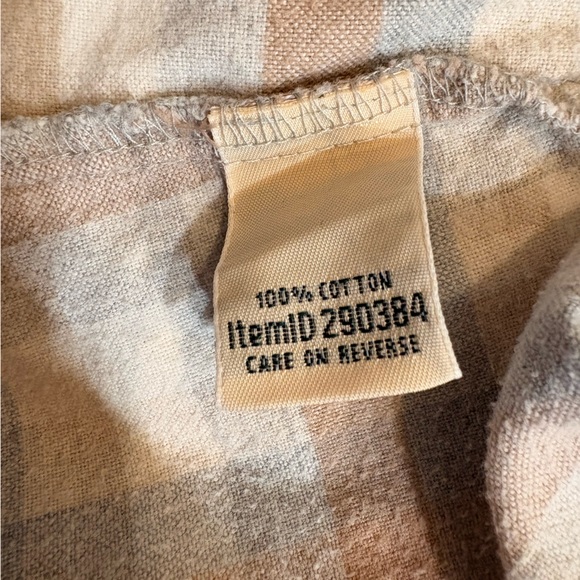 100% COTTON
ItemID 290384
CARE ON REVERSE